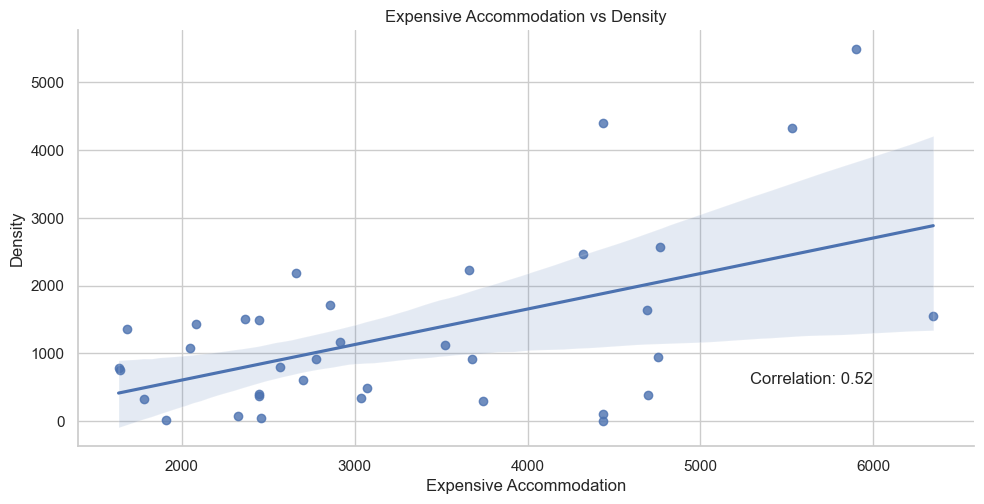 Expensive Accommodation vs Density
5000
4000
3000
2000
1000
0
Density
Correlation: 0.52
2000 3000 4000 5000 6000
Expensive Accommodation